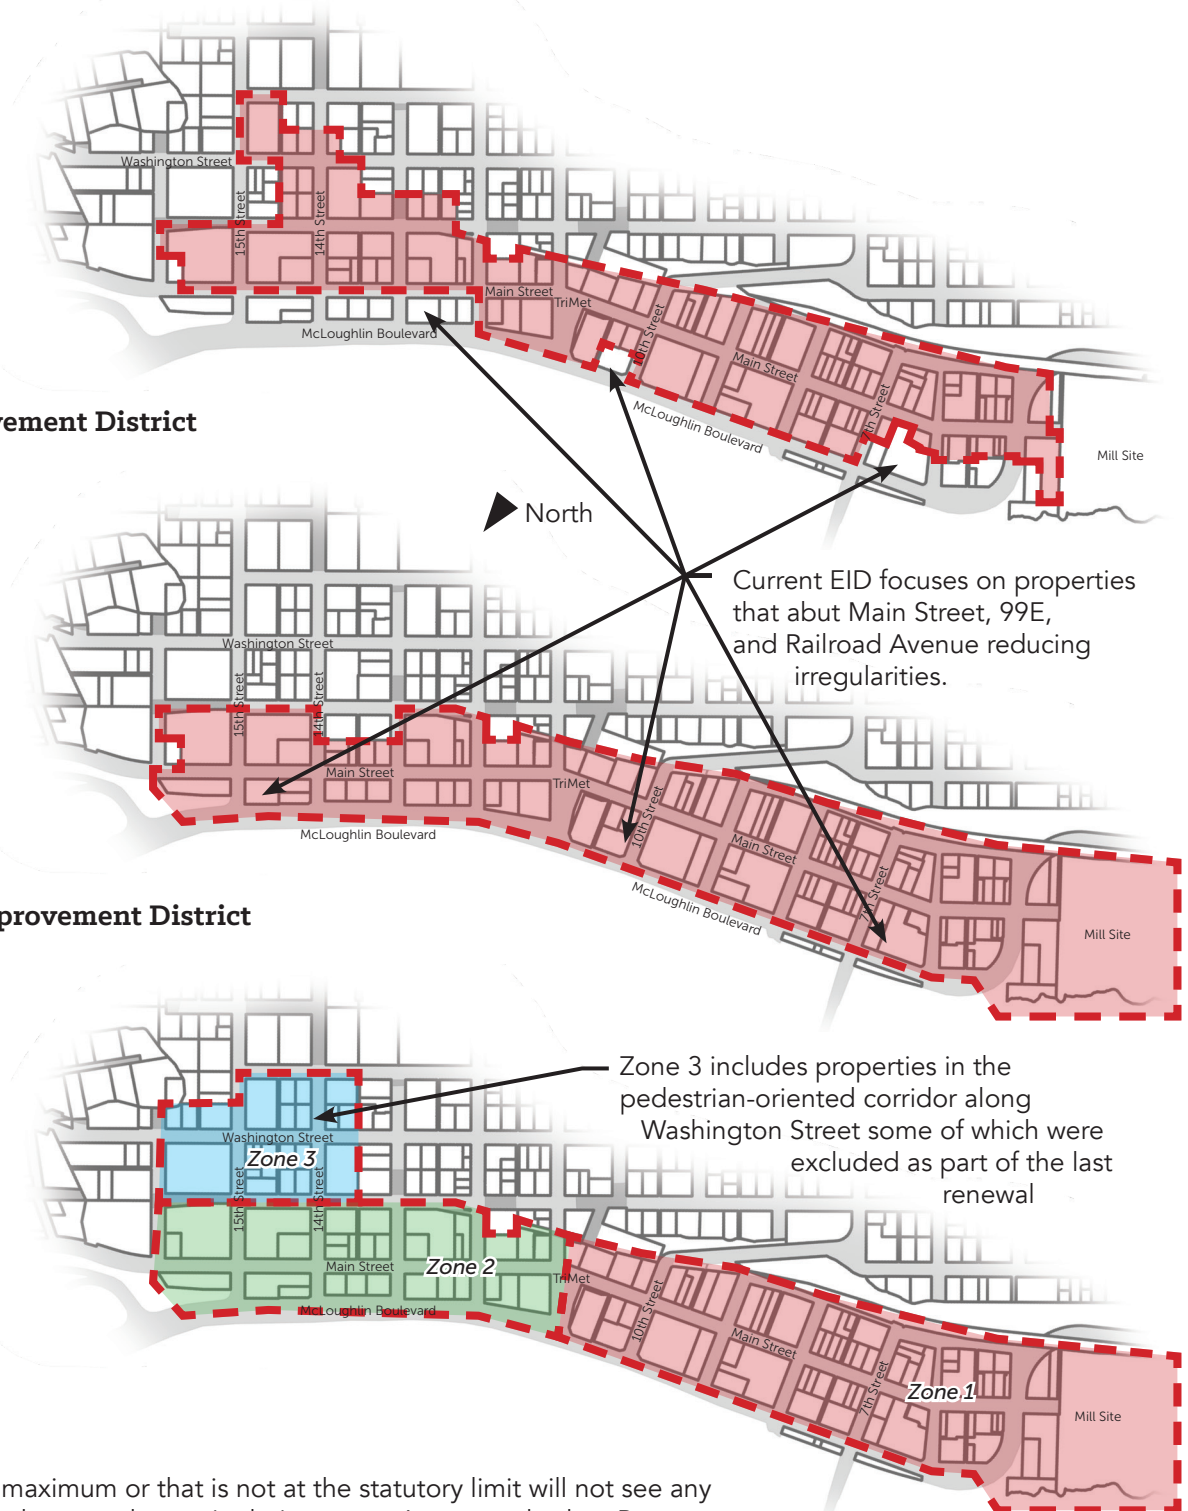 Washington Street
15th Street
14th Street
Main Street
TriMet
McLoughlin Boulevard
10th Street
Main Street
McLoughlin Boulevard
7th Street
Mill Site
vement District
North
Current EID focuses on properties
that abut Main Street, 99E,
and Railroad Avenue reducing
irregularities.
Washington Street
15th Street
14th Street
Main Street
TriMet
McLoughlin Boulevard
10th Street
Main Street
McLoughlin Boulevard
7th Street
Mill Site
provement District
Zone 3 includes properties in the
pedestrian-oriented corridor along
Washington Street some of which were
excluded as part of the last
renewal
Washington Street
Zone 3
15th Street
14th Street
Main Street
Zone 2
TriMet
McLoughlin Boulevard
10th Street
Main Street
7th Street
Zone 1
Mill Site
maximum or that is not at the statutory limit will not see any